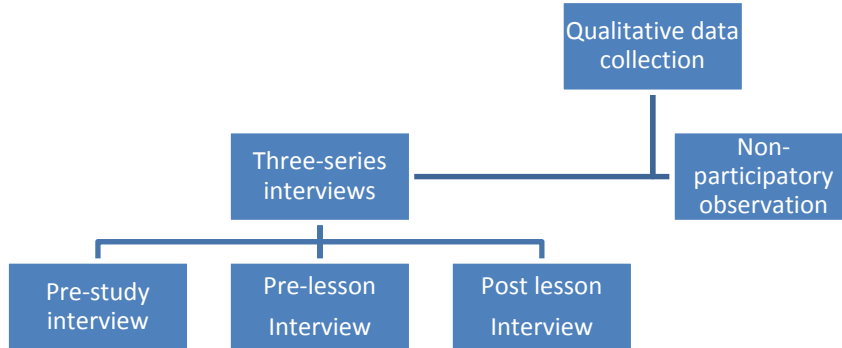 Qualitative data
collection
Three-series
interviews
Non-
participatory
observation
Pre-study
interview
Pre-lesson
Interview
Post lesson
Interview